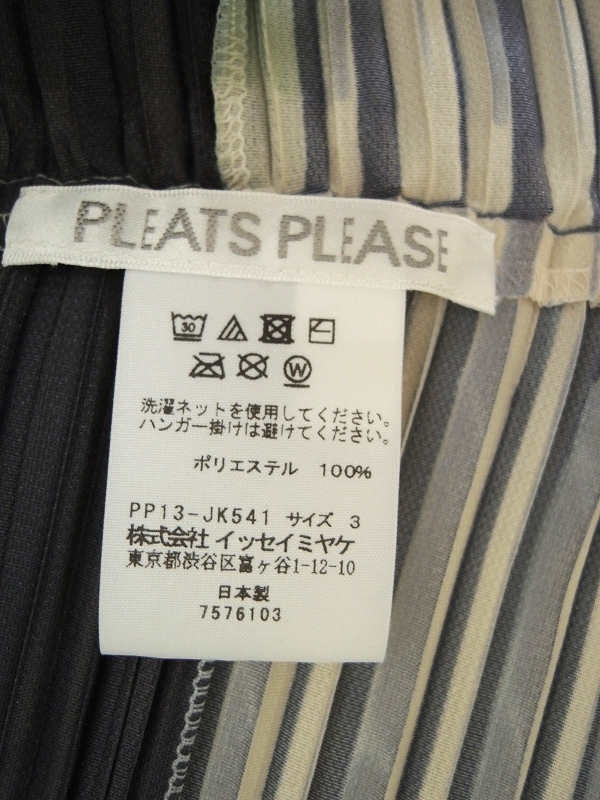 PLEATS PLEASE
30
W
洗濯ネットを使用してください。
ハンガー掛けは避けてください。
ポリエステル 100%
PP13-JK541 サイズ 3
株式会社 イッセイミヤケ
東京都渋谷区富ヶ谷1-12-10
日本製
7576103